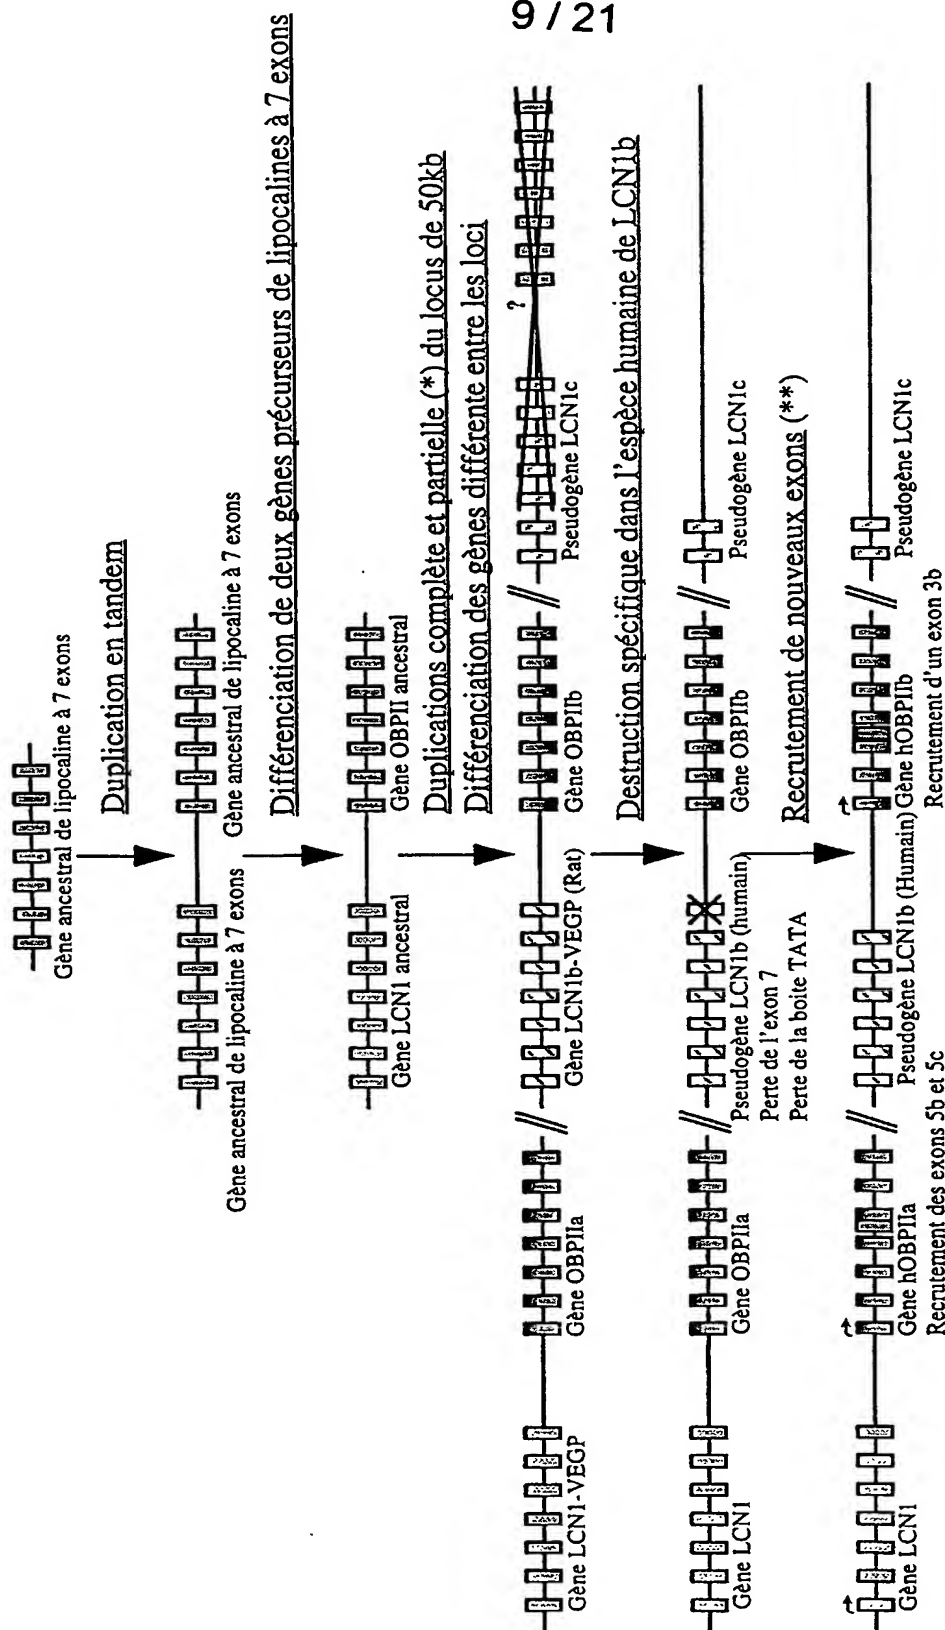 9 / 21
Gène ancestral de lipocaline à 7 exons
Duplication en tandem
Gène ancestral de lipocaline à 7 exons
Gène ancestral de lipocaline à 7 exons
Différenciation de deux gènes précurseurs de lipocalines à 7 exons
Gène LCN1 ancestral
Gène OBPII ancestral
Duplications complète et partielle (*) du locus de 50kb
Différenciation des gènes différente entre les loci
?
Gène LCN1-VEGP
Gène OBPIIa
Gène LCN1b-VEGP (Rat)
Gène OBPIIb
Pseudogène LCN1c
Destruction spécifique dans l'espèce humaine de LCN1b
Gène LCN1
Gène OBPIIa
Pseudogène LCN1b (humain)
Perte de l'exon 7
Perte de la boite TATA
Gène OBPIIb
Pseudogène LCN1c
Recrutement de nouveaux exons (**)
Gène LCN1
Gène hOBPIIa
Recrutement des exons 5b et 5c
Pseudogène LCN1b (Humain)
Gène hOBPIIb
Recrutement d'un exon 3b
Pseudogène LCN1c